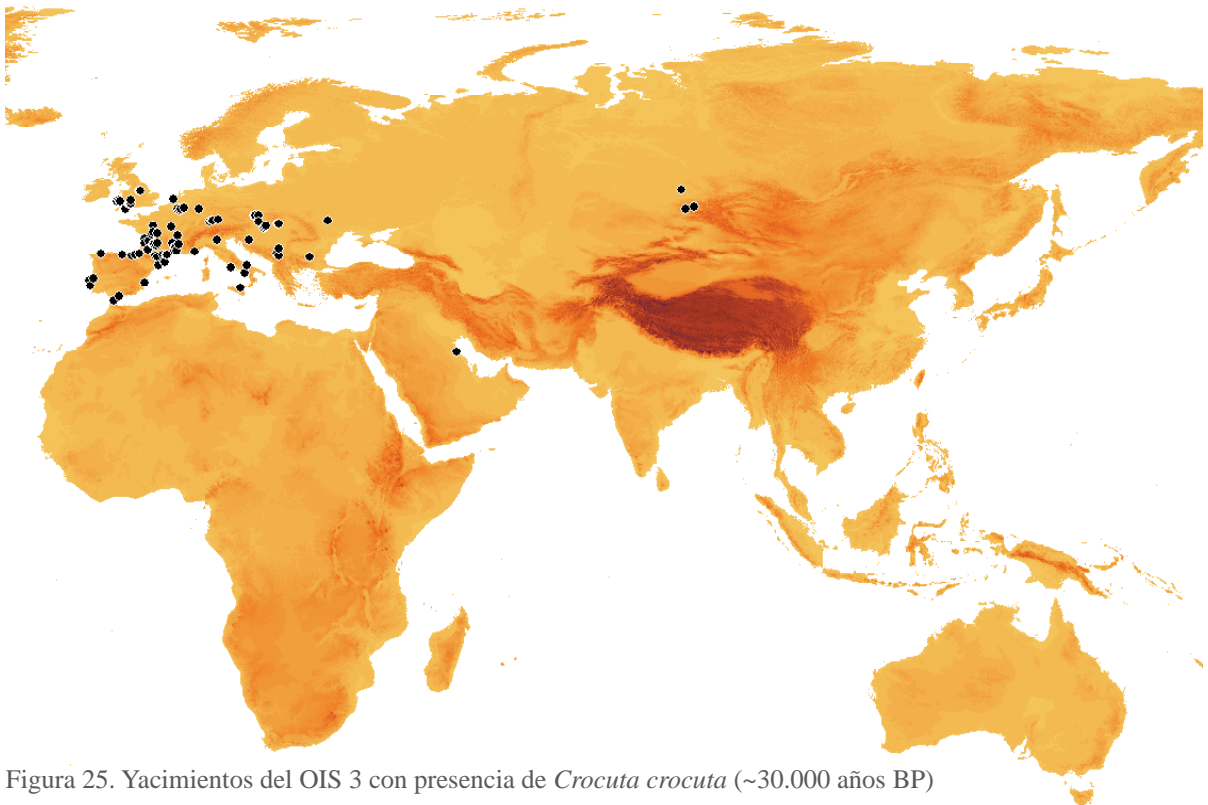 Figura 25. Yacimientos del OIS 3 con presencia de Crocuta crocuta (~30.000 años BP)